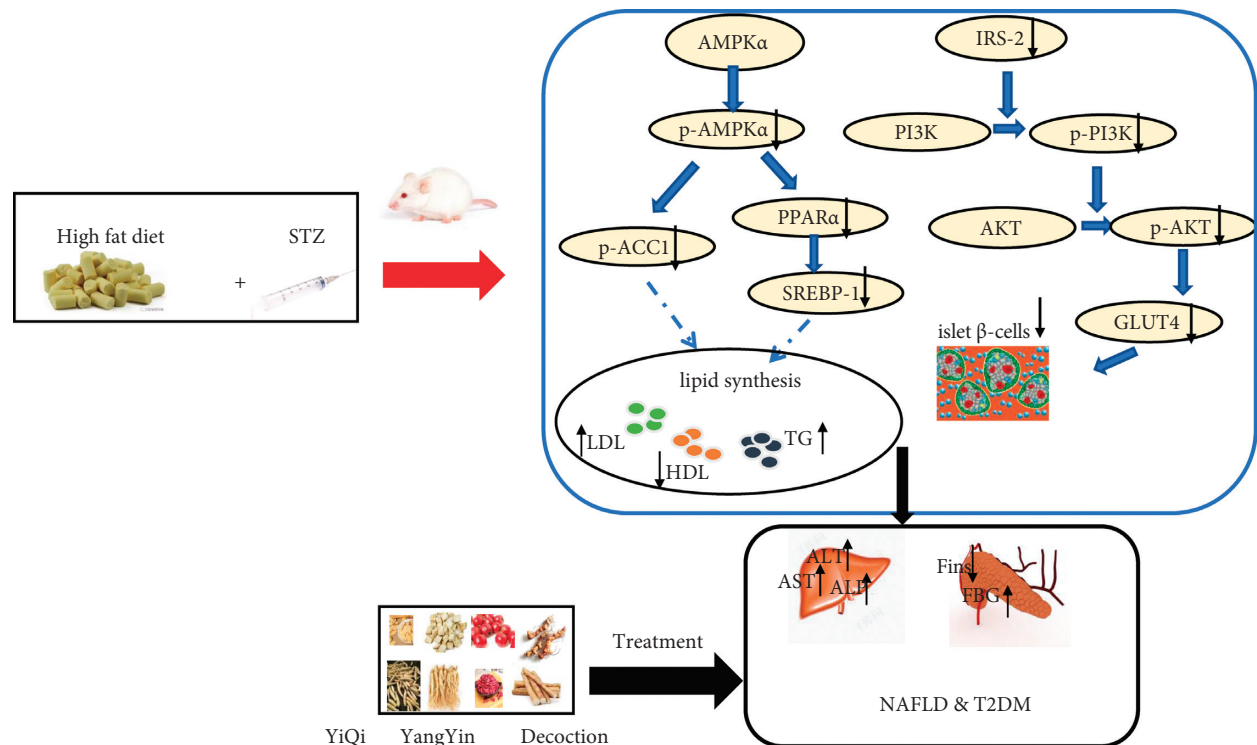 AMPKα
IRS-2
p-AMPKα
PI3K
p-PI3K
High fat diet
STZ
+
p-ACC1
PPARα
AKT
p-AKT
SREBP-1
islet β-cells
GLUT4
lipid synthesis
LDL
HDL
TG
ALT
AST
ALP
Fins
FBG
Treatment
NAFLD & T2DM
YiQi YangYin Decoction